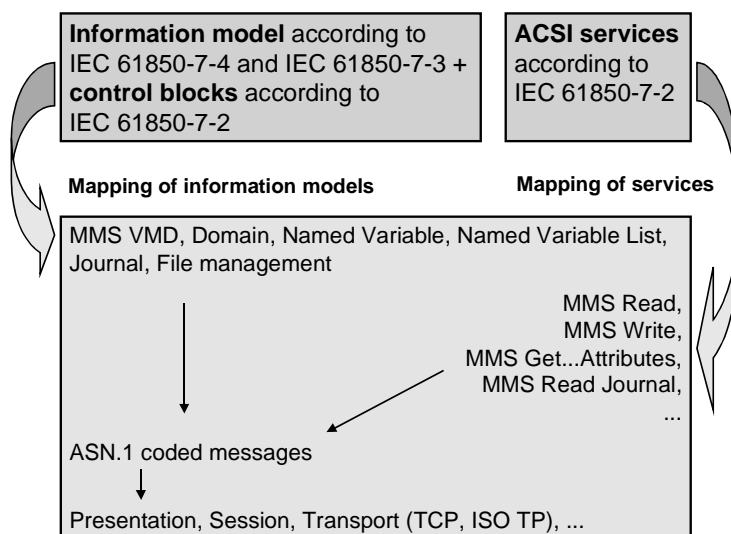 Information model according to
IEC 61850-7-4 and IEC 61850-7-3 +
control blocks according to
IEC 61850-7-2
ACSI services
according to
IEC 61850-7-2
Mapping of information models
Mapping of services
MMS VMD, Domain, Named Variable, Named Variable List,
Journal, File management
MMS Read,
MMS Write,
MMS Get...Attributes,
MMS Read Journal,
...
ASN.1 coded messages
Presentation, Session, Transport (TCP, ISO TP), ...